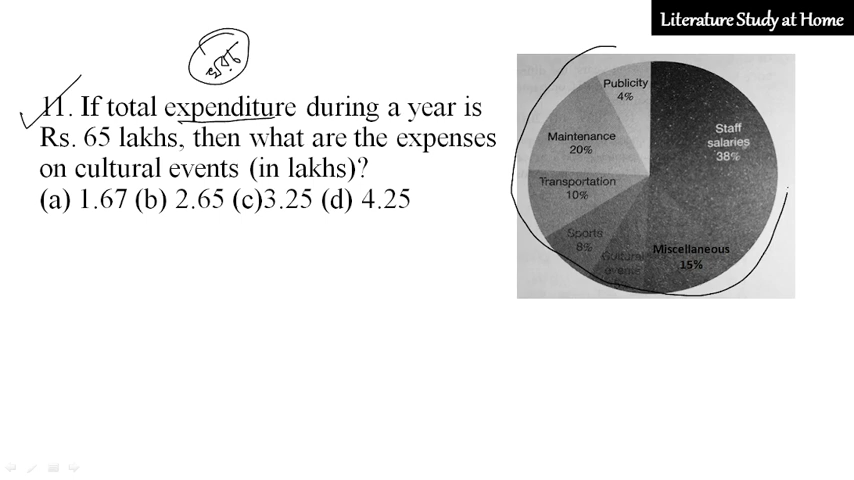 Literature Study at Home
11. If total expenditure during a year is
Rs. 65 lakhs, then what are the expenses
on cultural events (in lakhs)?
(a) 1.67 (b) 2.65 (c)3.25 (d) 4.25
Publicity
4%
Staff
salaries
38%
Maintenance
20%
Transportation
10%
Sports
8%
Cultural
events
Miscellaneous
15%